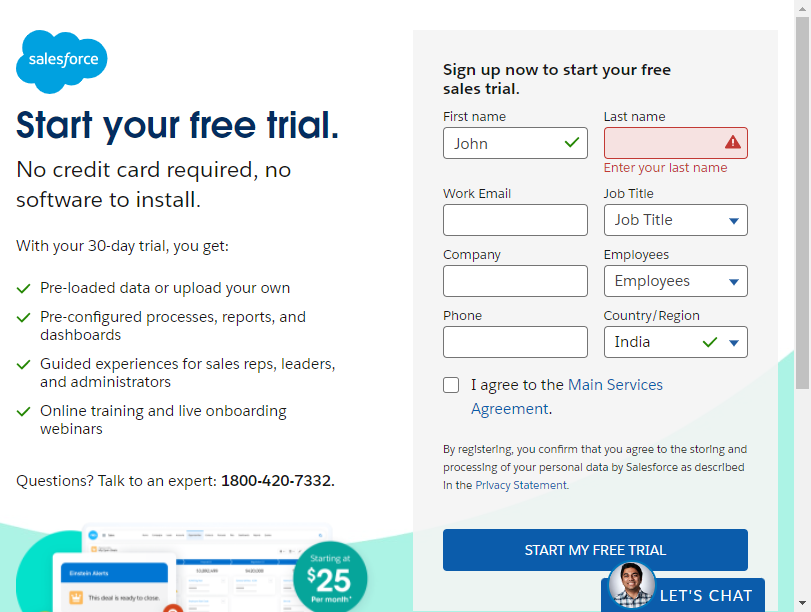 salesforce
Start your free trial.
No credit card required, no
software to install.
With your 30-day trial, you get:
Pre-loaded data or upload your own
Pre-configured processes, reports, and
dashboards
Guided experiences for sales reps, leaders,
and administrators
Online training and live onboarding
webinars
Questions? Talk to an expert: 1800-420-7332.
Einstein Alerts
This deal is ready to close.
Starting at
$25
Per month*
Sign up now to start your free
sales trial.
First name
Last name
John
Enter your last name
Work Email
Job Title
Job Title
Company
Employees
Employees
Phone
Country/Region
India
I agree to the Main Services
Agreement.
By registering, you confirm that you agree to the storing and
processing of your personal data by Salesforce as described
in the Privacy Statement.
START MY FREE TRIAL
LET'S CHAT